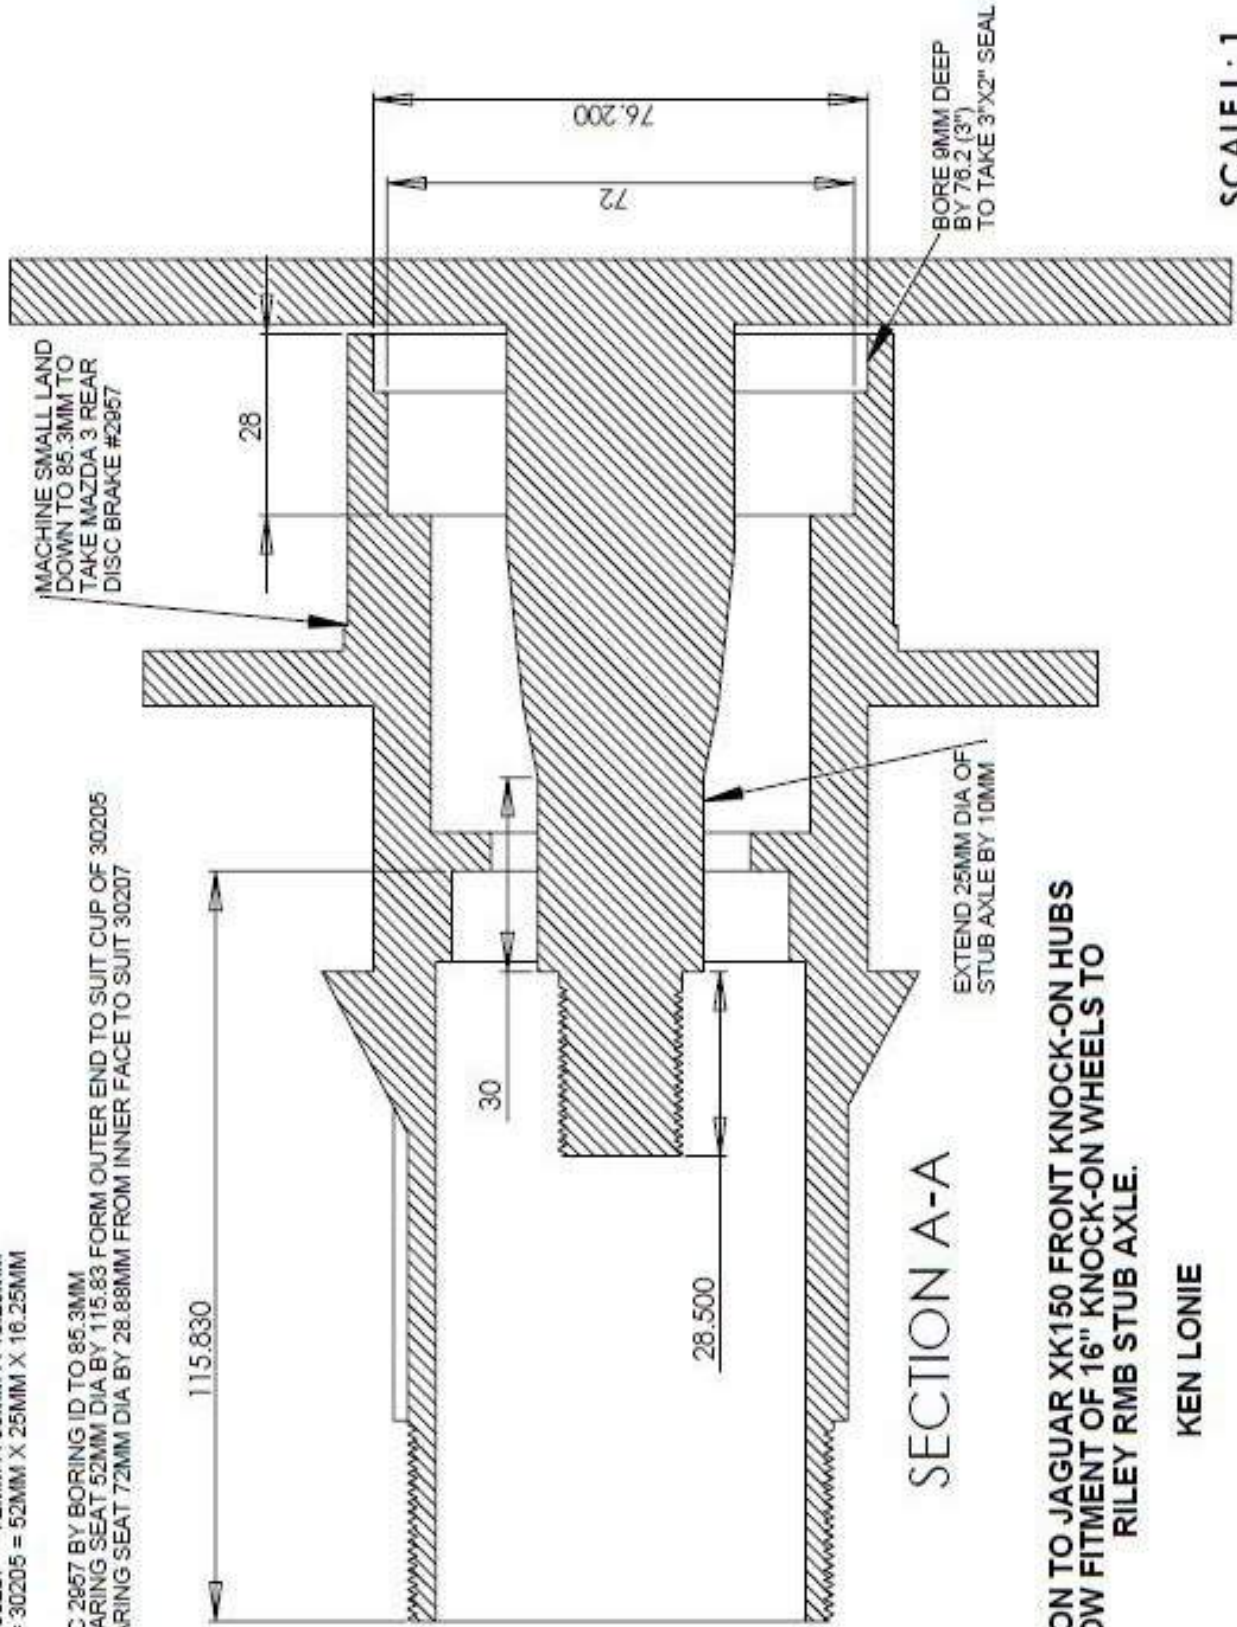 = 30205 = 52MM X 25MM X 16.25MM
C 2957 BY BORING ID TO 85.3MM
ARING SEAT 52MM DIA BY 115.83 FORM OUTER END TO SUIT CUP OF 30205
ARING SEAT 72MM DIA BY 28.88MM FROM INNER FACE TO SUIT 30207
MACHINE SMALL LAND
DOWN TO 85.3MM TO
TAKE MAZDA 3 REAR
DISC BRAKE #2957
115.830
28
72
76.200
30
28.500
BORE 9MM DEEP
BY 76.2 (3")
TO TAKE 3"X2" SEAL
EXTEND 25MM DIA OF
STUB AXLE BY 10MM
SECTION A-A
ON TO JAGUAR XK150 FRONT KNOCK-ON HUBS
OW FITMENT OF 16" KNOCK-ON WHEELS TO
RILEY RMB STUB AXLE.
KEN LONIE
SCALE 1 : 1